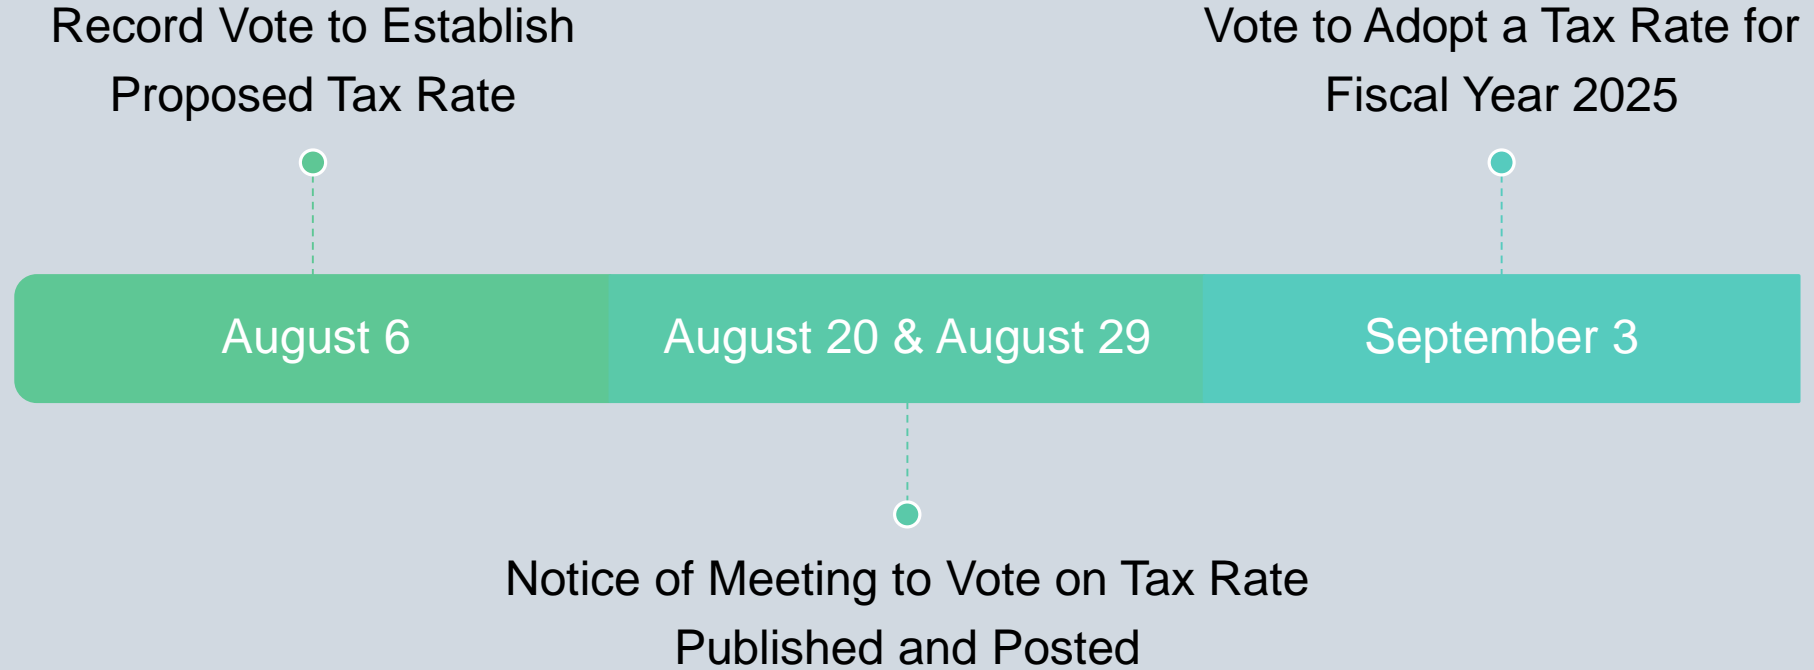 Record Vote to Establish
Proposed Tax Rate
Vote to Adopt a Tax Rate for
Fiscal Year 2025
August 6
August 20 & August 29
September 3
Notice of Meeting to Vote on Tax Rate
Published and Posted